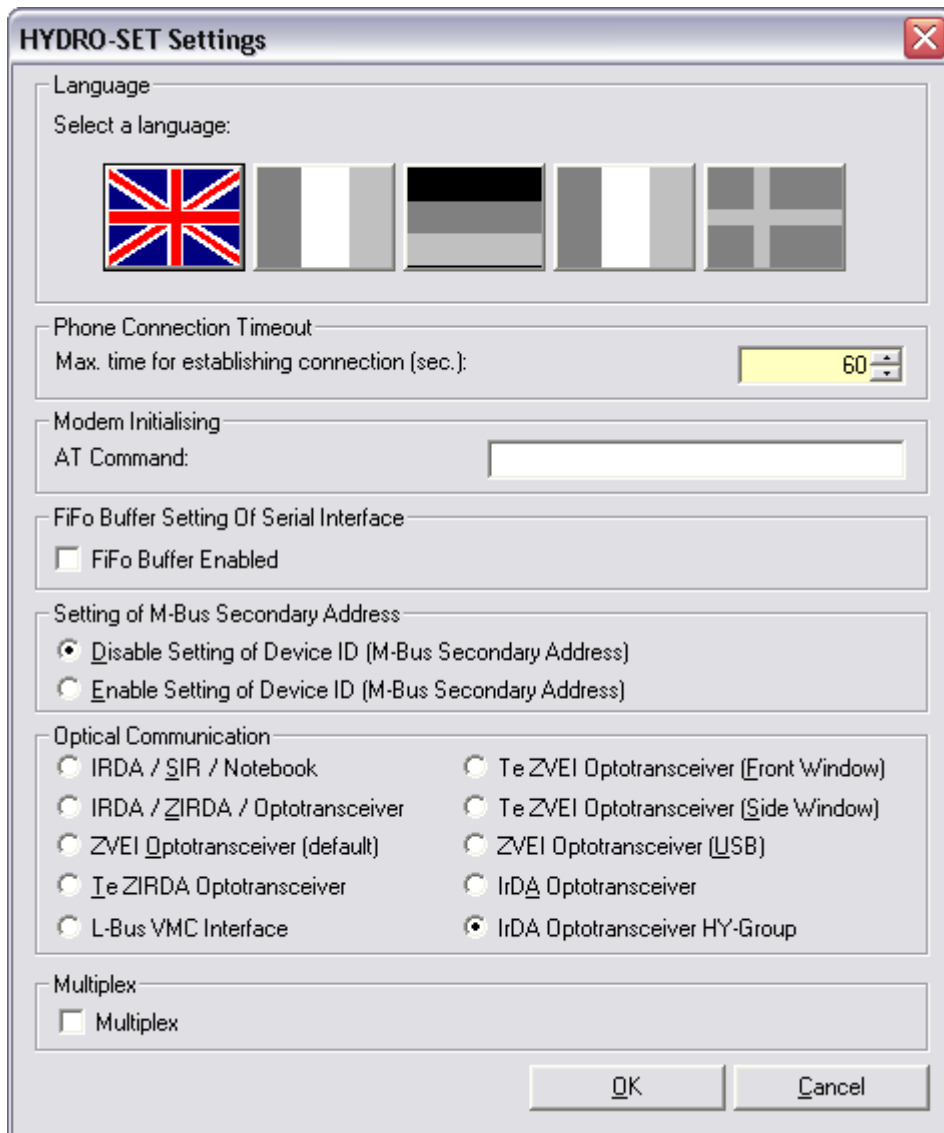 HYDRO-SET Settings
Language
Select a language:
Phone Connection Timeout
Max. time for establishing connection (sec.):
60
Modem Initialising
AT Command:
FiFo Buffer Setting Of Serial Interface
FiFo Buffer Enabled
Setting of M-Bus Secondary Address
Disable Setting of Device ID (M-Bus Secondary Address)
Enable Setting of Device ID (M-Bus Secondary Address)
Optical Communication
IRDA / SIR / Notebook
IRDA / ZIRDA / Optotransceiver
ZVEI Optotransceiver (default)
Te ZIRDA Optotransceiver
L-Bus VMC Interface
Te ZVEI Optotransceiver (Front Window)
Te ZVEI Optotransceiver (Side Window)
ZVEI Optotransceiver (USB)
IrDA Optotransceiver
IrDA Optotransceiver HY-Group
Multiplex
Multiplex
OK
Cancel